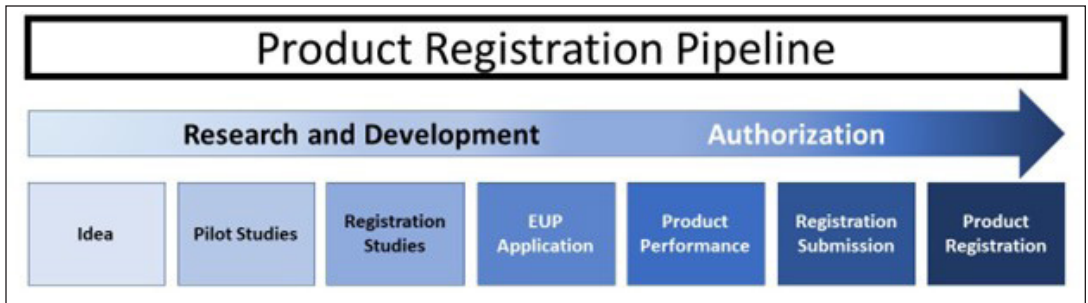 Product Registration Pipeline
Research and Development
Authorization
Idea
Pilot Studies
Registration
Studies
EUP
Application
Product
Performance
Registration
Submission
Product
Registration